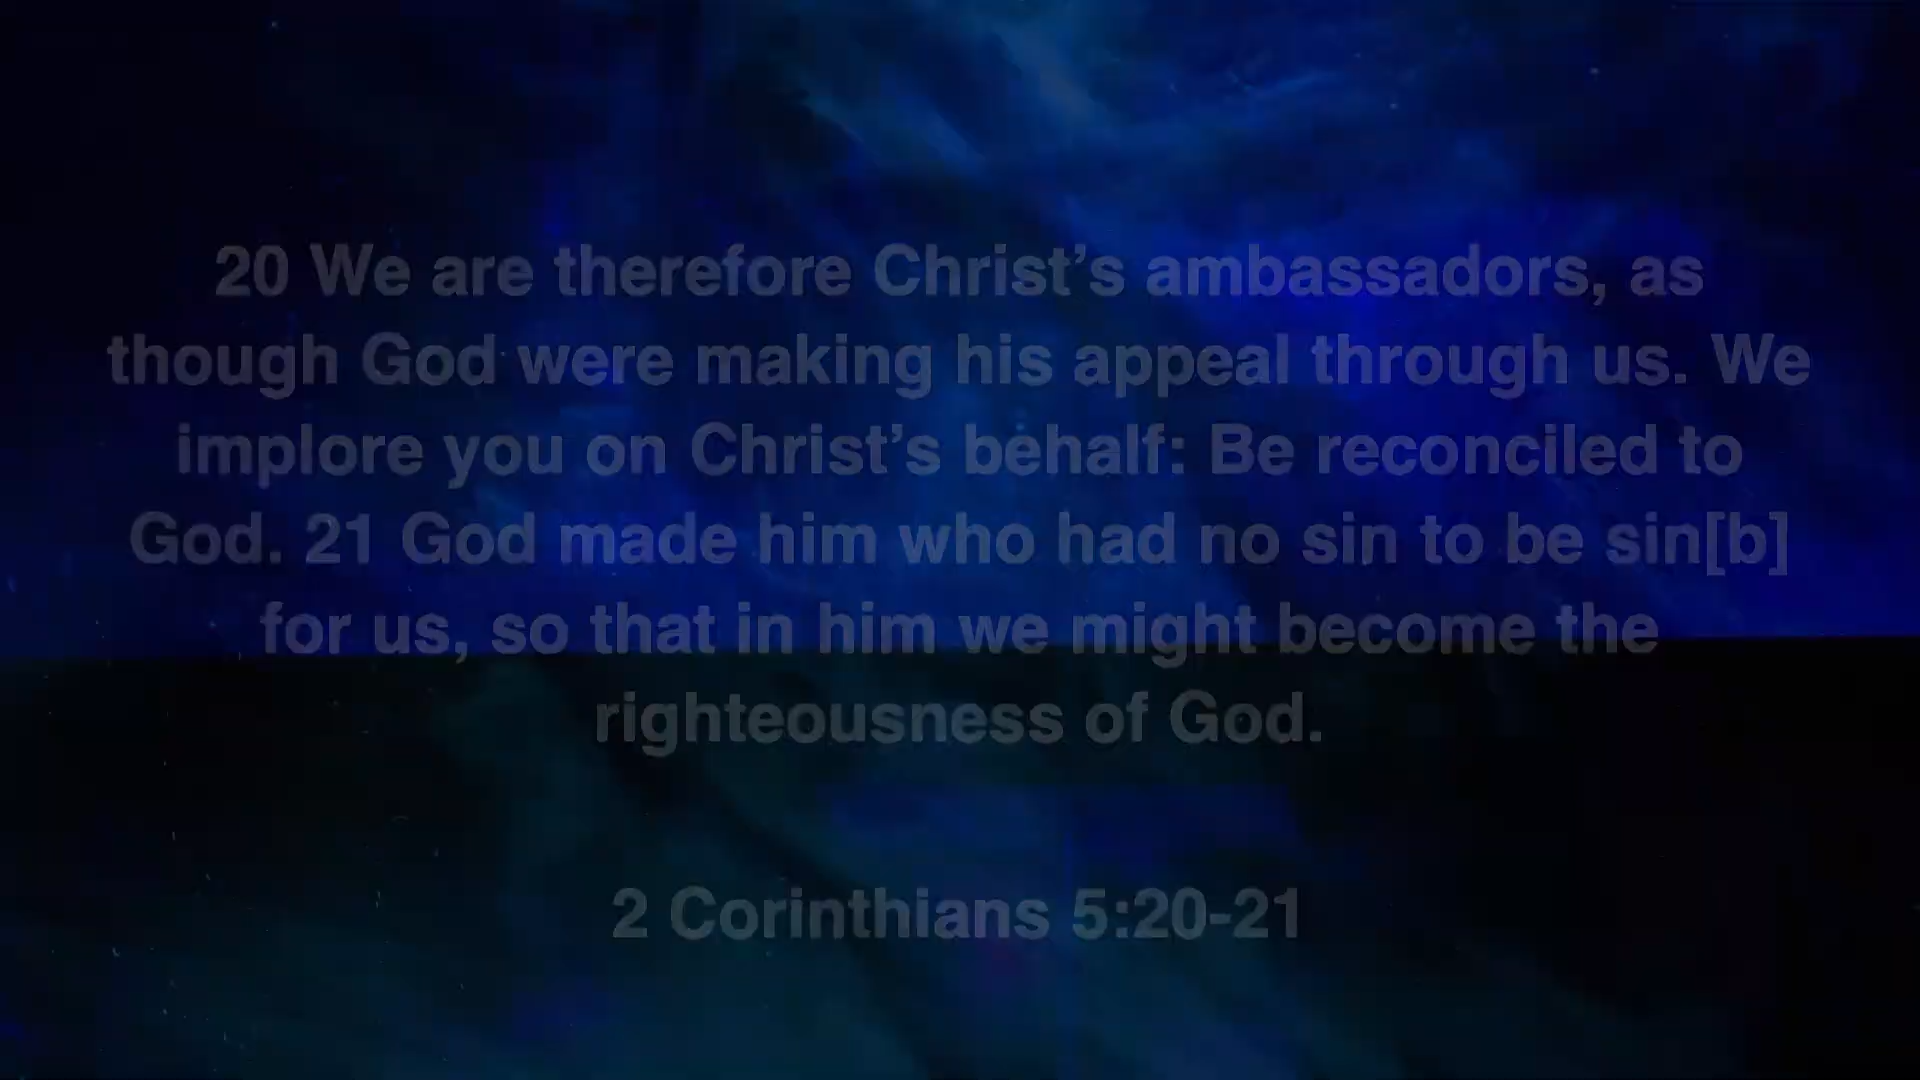 20 We are therefore Christ’s ambassadors, as
though God were making his appeal through us. We
implore you on Christ’s behalf: Be reconciled to
God. 21 God made him who had no sin to be sin[b]
for us, so that in him we might become the
righteousness of God.
2 Corinthians 5:20-21